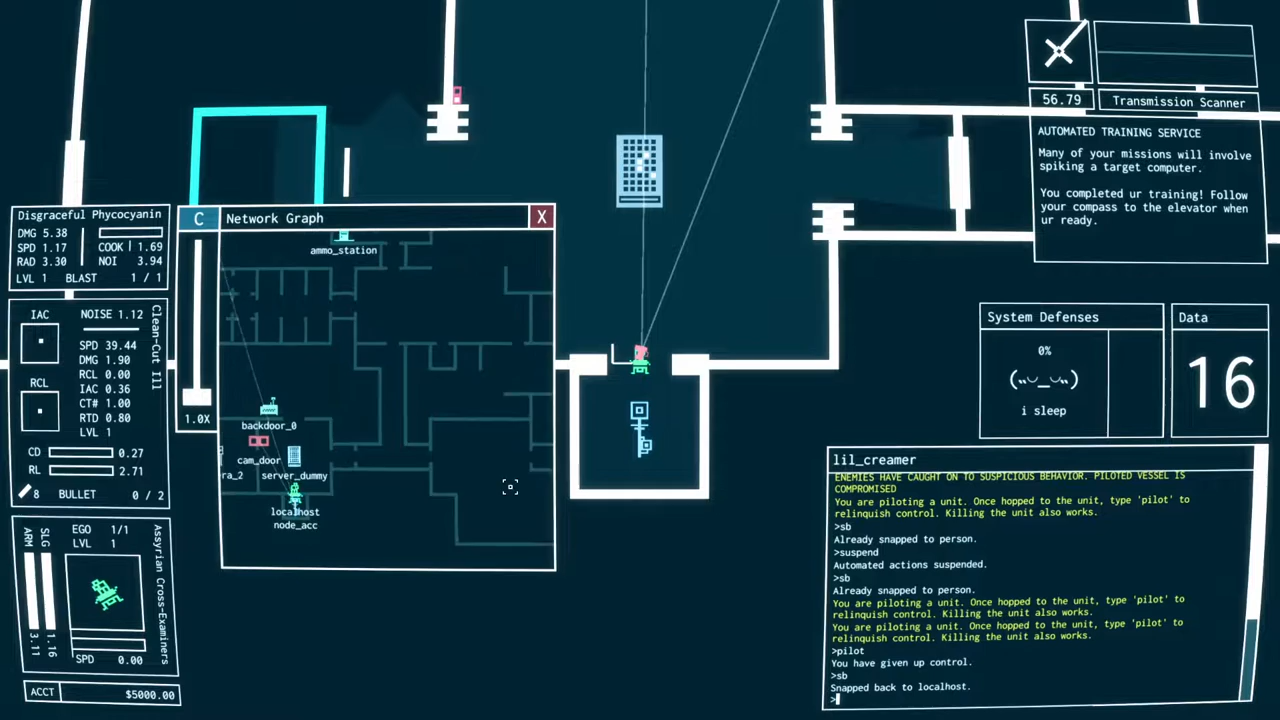 56.79
Transmission Scanner
AUTOMATED TRAINING SERVICE
Many of your missions will involve
spiking a target computer.
You completed ur training! Follow
your compass to the elevator when
ur ready.
Disgraceful Phycocyanin
DMG 5.38
SPD 1.17 COOK 1.69
RAD 3.30 NOI 3.94
LVL 1 BLAST 1 / 1
C Network Graph X
ammo_station
backdoor_0
cam_door
ra_2 server_dummy
localhost
node_acc
1.0X
IAC
NOISE 1.12
Clean-Cut Ill
SPD 39.44
DMG 1.90
RCL RCL 0.00
IAC 0.36
CT# 1.00
RTD 0.80
LVL 1
CD 0.27
RL 2.71
8 BULLET 0 / 2
System Defenses
0%
i sleep
Data
16
ARM SLG
EGO 1/1
LVL 1
Assyrian Cross-Examiners
3.11 1.16
SPD 0.00
ACCT $5000.00
lil_creamer
ENEMIES HAVE CAUGHT ON TO SUSPICIOUS BEHAVIOR. PILOTED VESSEL IS
COMPROMISED
You are piloting a unit. Once hopped to the unit, type 'pilot' to
relinquish control. Killing the unit also works.
>sb
Already snapped to person.
>suspend
Automated actions suspended.
>sb
Already snapped to person.
You are piloting a unit. Once hopped to the unit, type 'pilot' to
relinquish control. Killing the unit also works.
You are piloting a unit. Once hopped to the unit, type 'pilot' to
relinquish control. Killing the unit also works.
>pilot
You have given up control.
>sb
Snapped back to localhost.
>